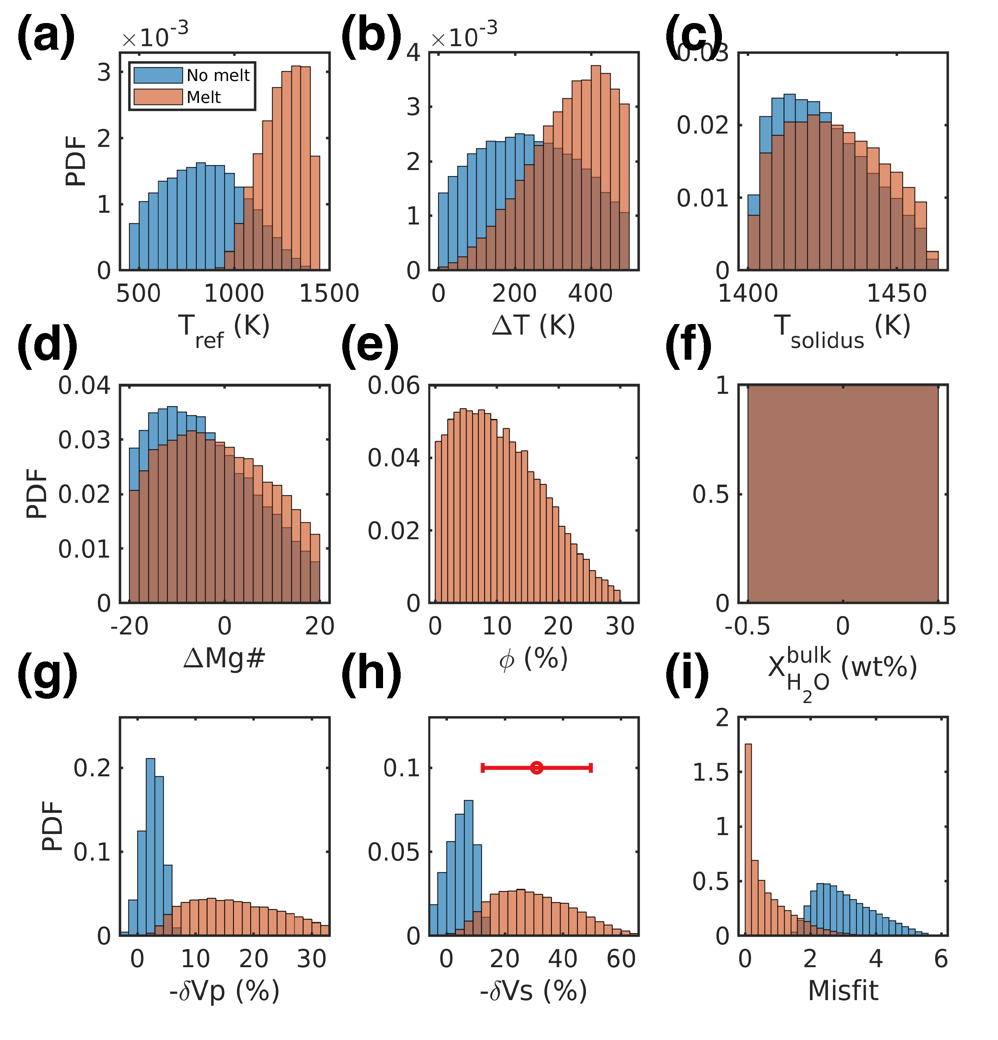 (a) (b) (c)
×10⁻³ ×10⁻³
No melt
Melt
PDF
3
2
1
0
500 1000 1500
T_ref (K)
4
3
2
1
0
0 200 400
ΔT (K)
0.03
0.02
0.01
0
1400 1450
T_solidus (K)
(d) (e) (f)
PDF
0.04
0.03
0.02
0.01
0
-20 0 20
ΔMg#
0.06
0.04
0.02
0
0 10 20 30
ϕ (%)
1
0.5
0
-0.5 0 0.5
X^bulk_H₂O (wt%)
(g) (h) (i)
PDF
0.2
0.1
0
0 10 20 30
-δVp (%)
0.1
0.05
0
0 20 40 60
-δVs (%)
2
1.5
1
0.5
0
0 2 4 6
Misfit